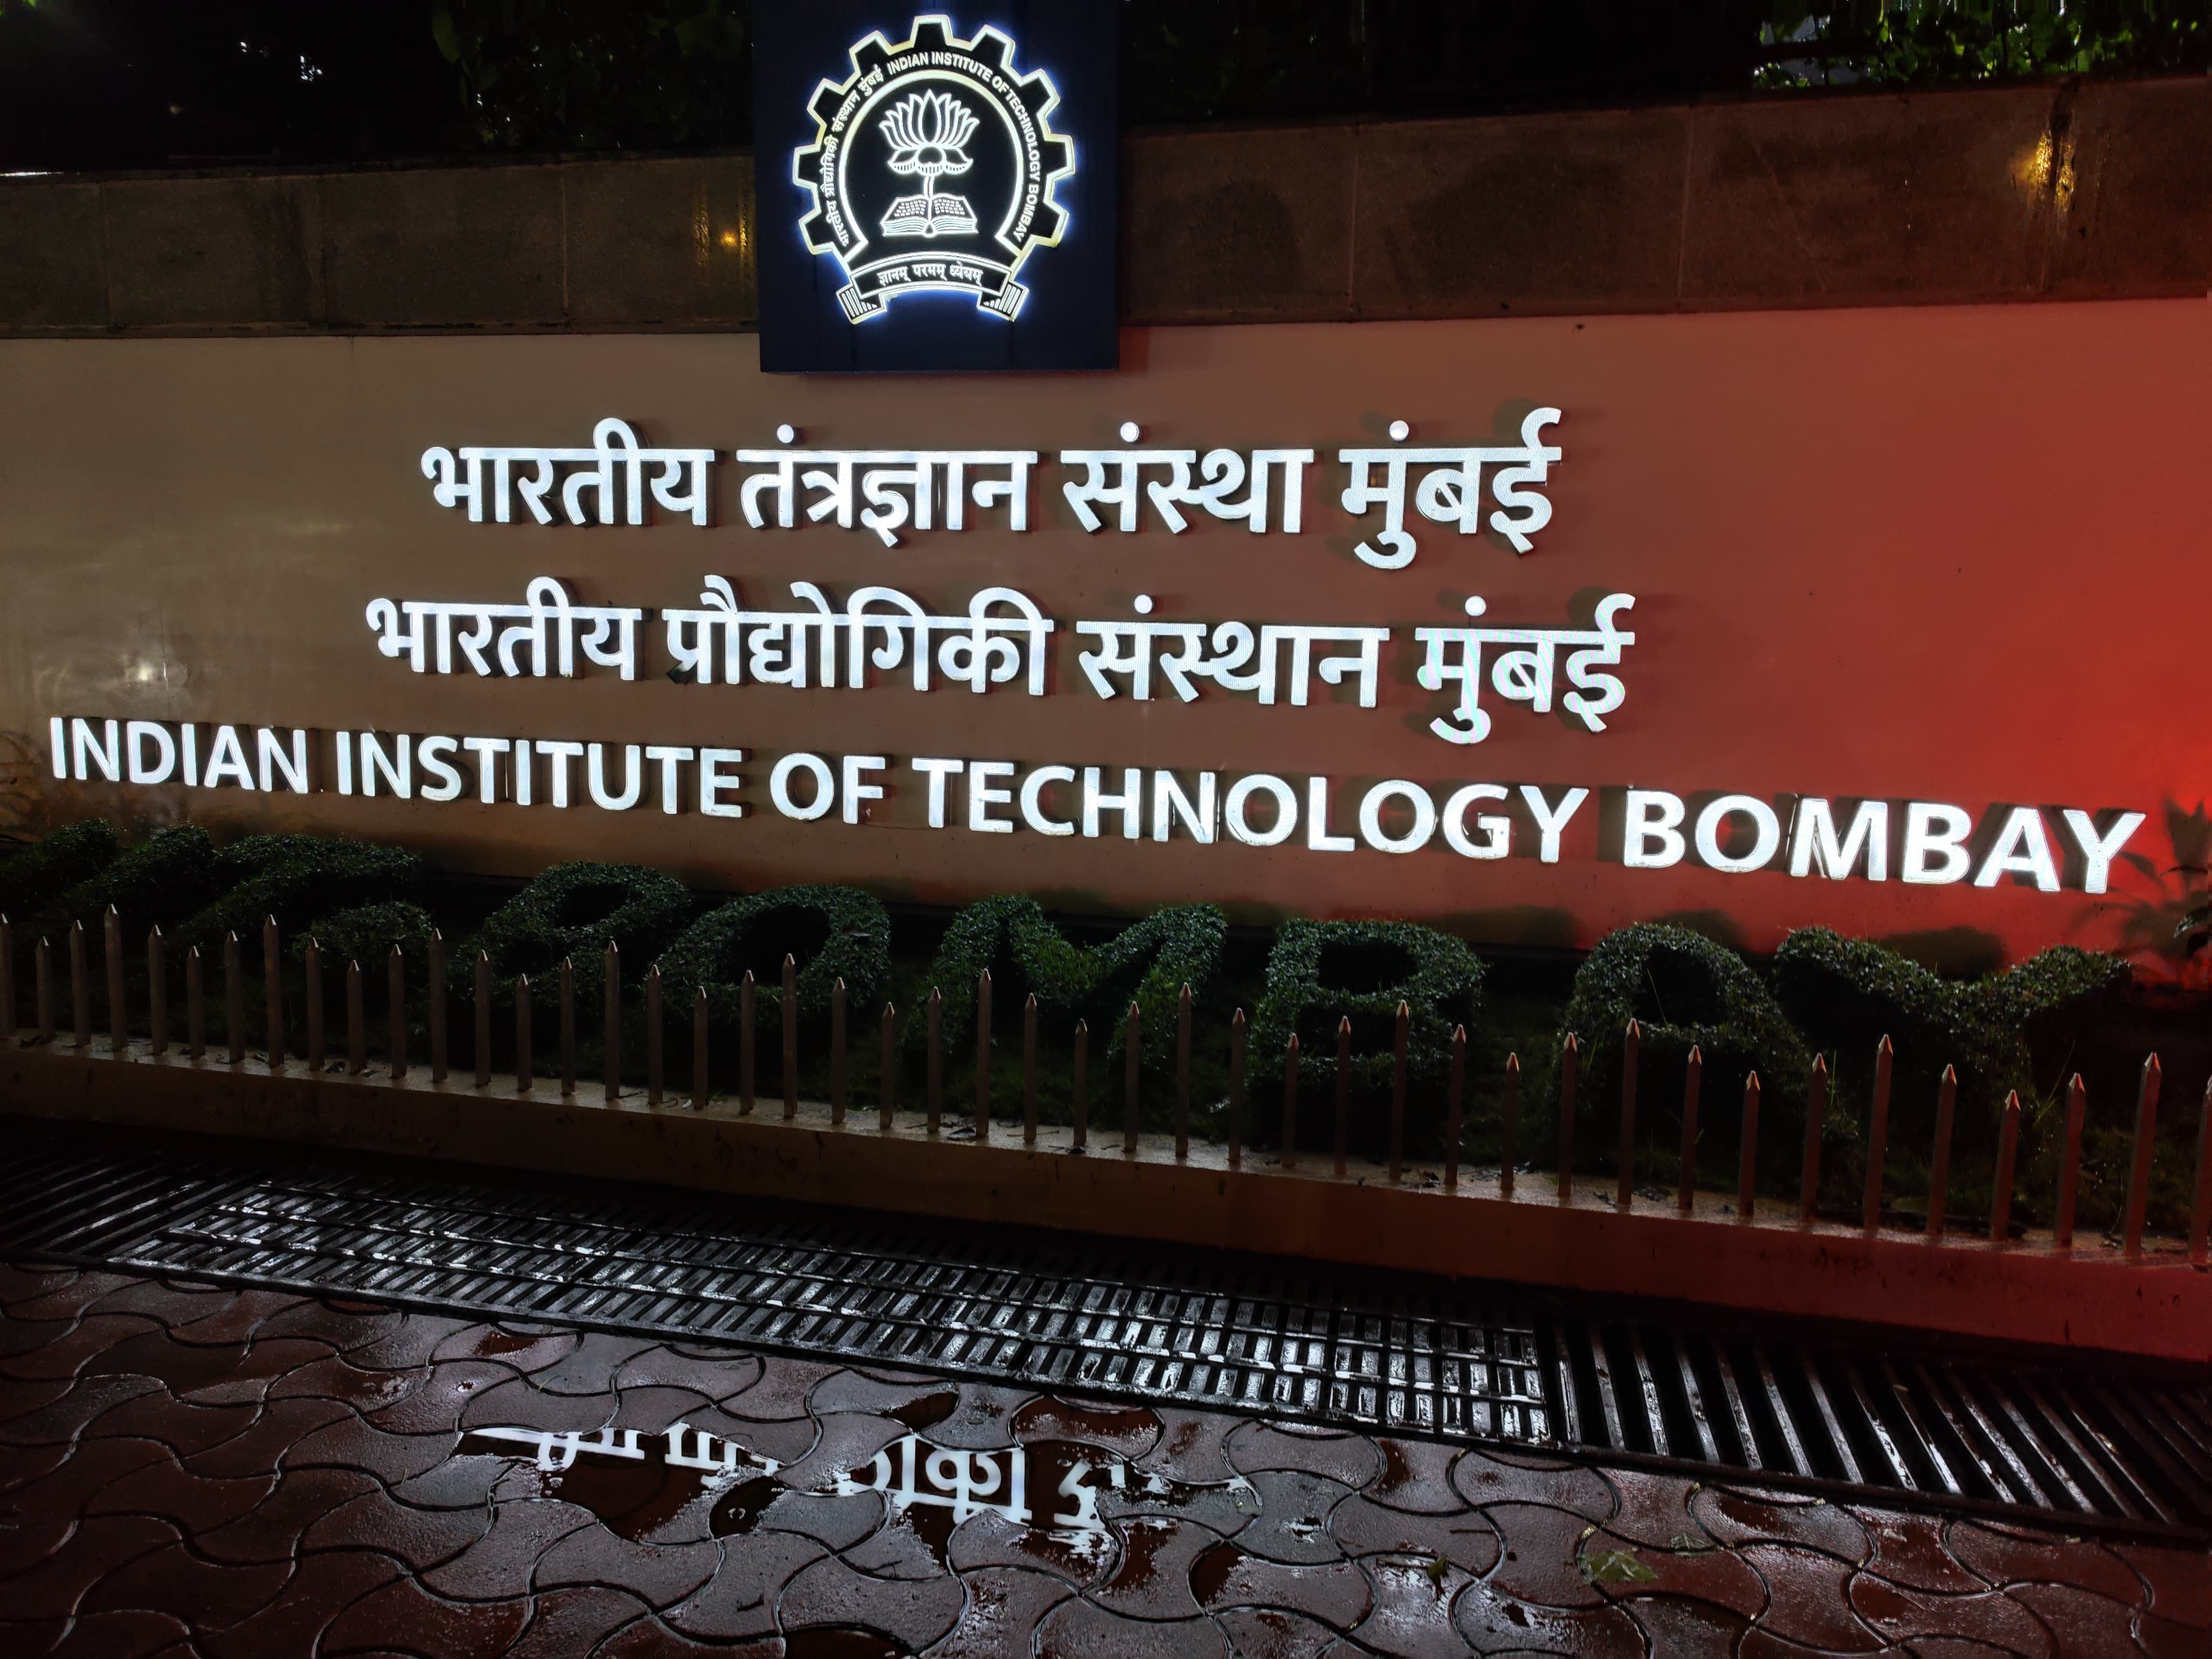 भारतीय प्रौद्योगिकी संस्थान मुंबई INDIAN INSTITUTE OF TECHNOLOGY BOMBAY
ज्ञानम् परमम् ध्येयम्
भारतीय तंत्रज्ञान संस्था मुंबई
भारतीय प्रौद्योगिकी संस्थान मुंबई
INDIAN INSTITUTE OF TECHNOLOGY BOMBAY
IIT BOMBAY